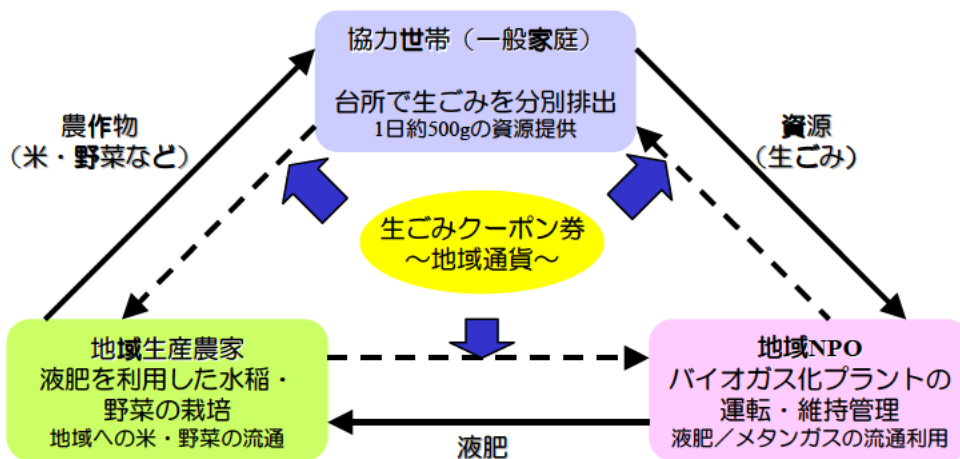 協力世帯（一般家庭）
台所で生ごみを分別排出
1日約500gの資源提供
農作物
（米・野菜など）
資源
（生ごみ）
生ごみクーポン券
～地域通貨～
地域生産農家
液肥を利用した水稲・
野菜の栽培
地域への米・野菜の流通
地域NPO
バイオガス化プラントの
運転・維持管理
液肥／メタンガスの流通利用
液肥